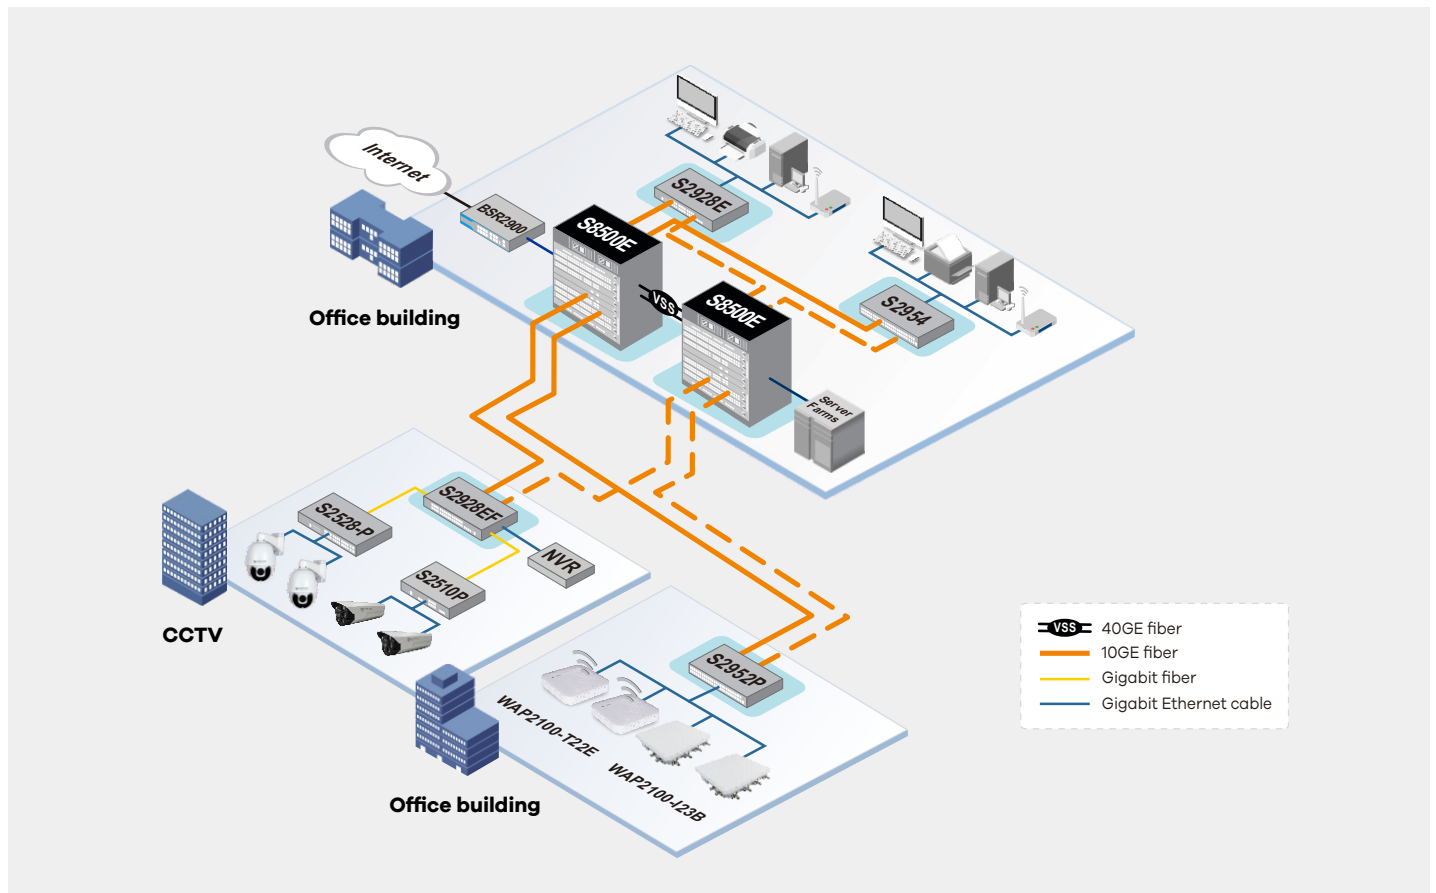 Internet
BSR2900
S2928E
S8500E
VSS
S8500E
S2954
Office building
Server
Farms
S2528-P
S2928EF
NVR
S2510P
CCTV
S2952P
WAP2100-T22E
WAP2100-I23B
Office building
VSS 40GE fiber
10GE fiber
Gigabit fiber
Gigabit Ethernet cable